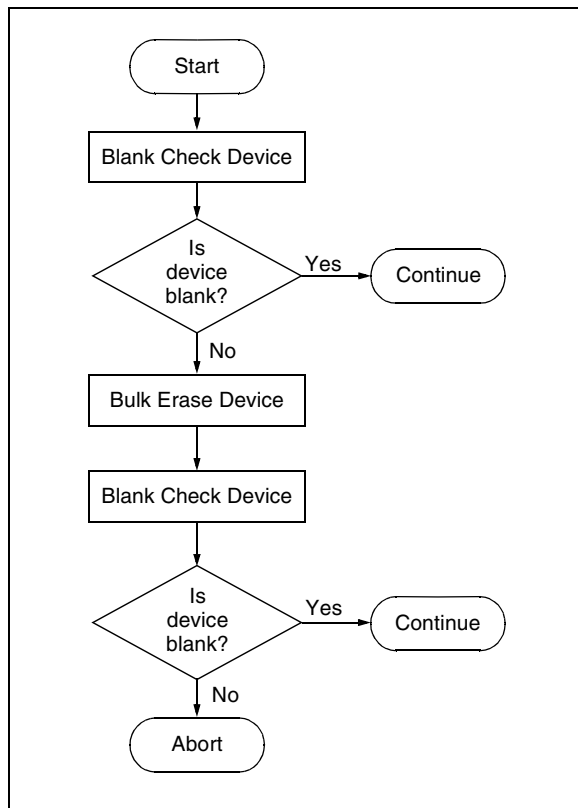 Start
Blank Check Device
Is
device
blank?
Yes
Continue
No
Bulk Erase Device
Blank Check Device
Is
device
blank?
Yes
Continue
No
Abort